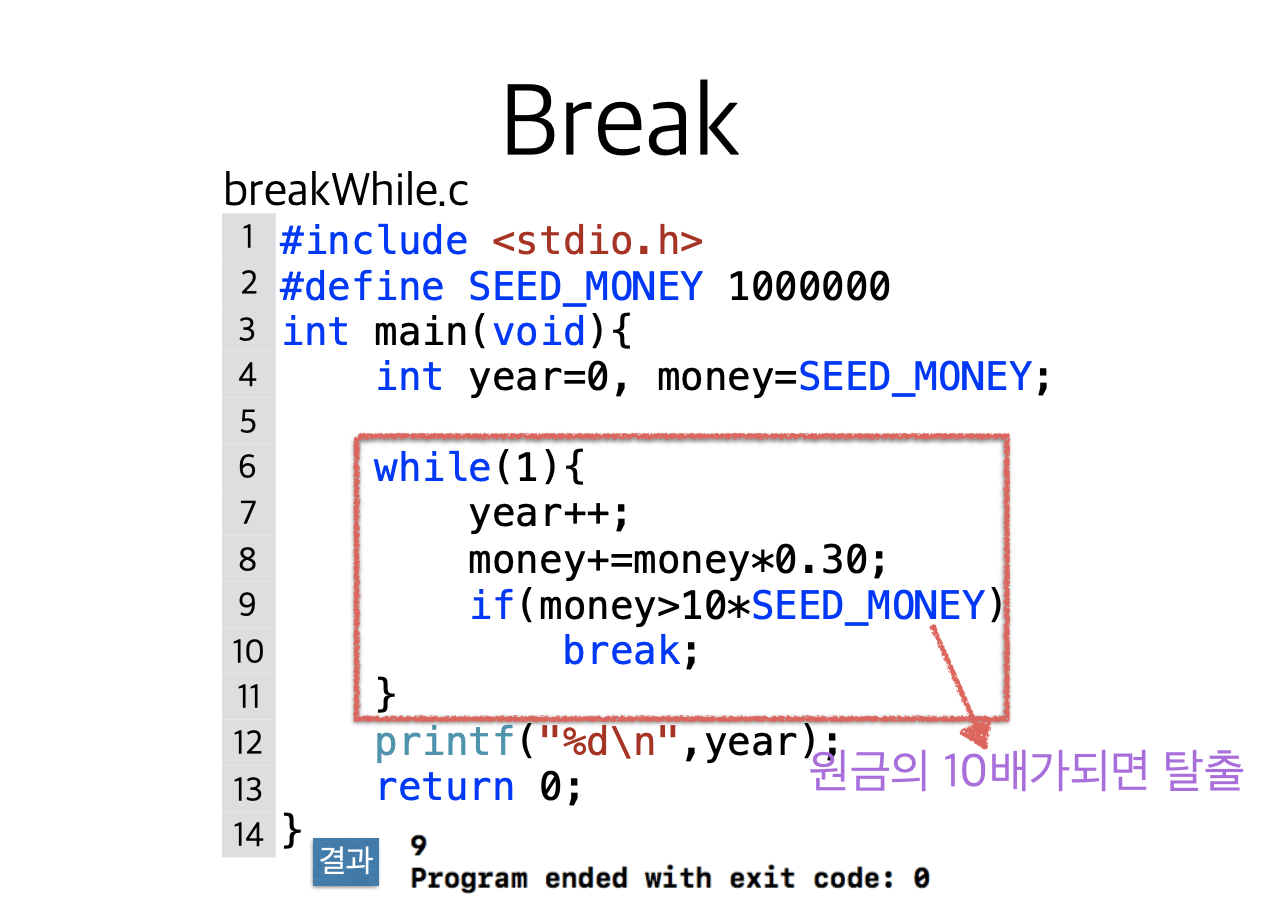 Break
breakWhile.c
1 #include <stdio.h>
2 #define SEED_MONEY 1000000
3 int main(void){
4 int year=0, money=SEED_MONEY;
5
6 while(1){
7 year++;
8 money+=money*0.30;
9 if(money>10*SEED_MONEY)
10 break;
11 }
12 printf("%d\n",year);
원금의 10배가되면 탈출
13 return 0;
14 }
결과 9
Program ended with exit code: 0